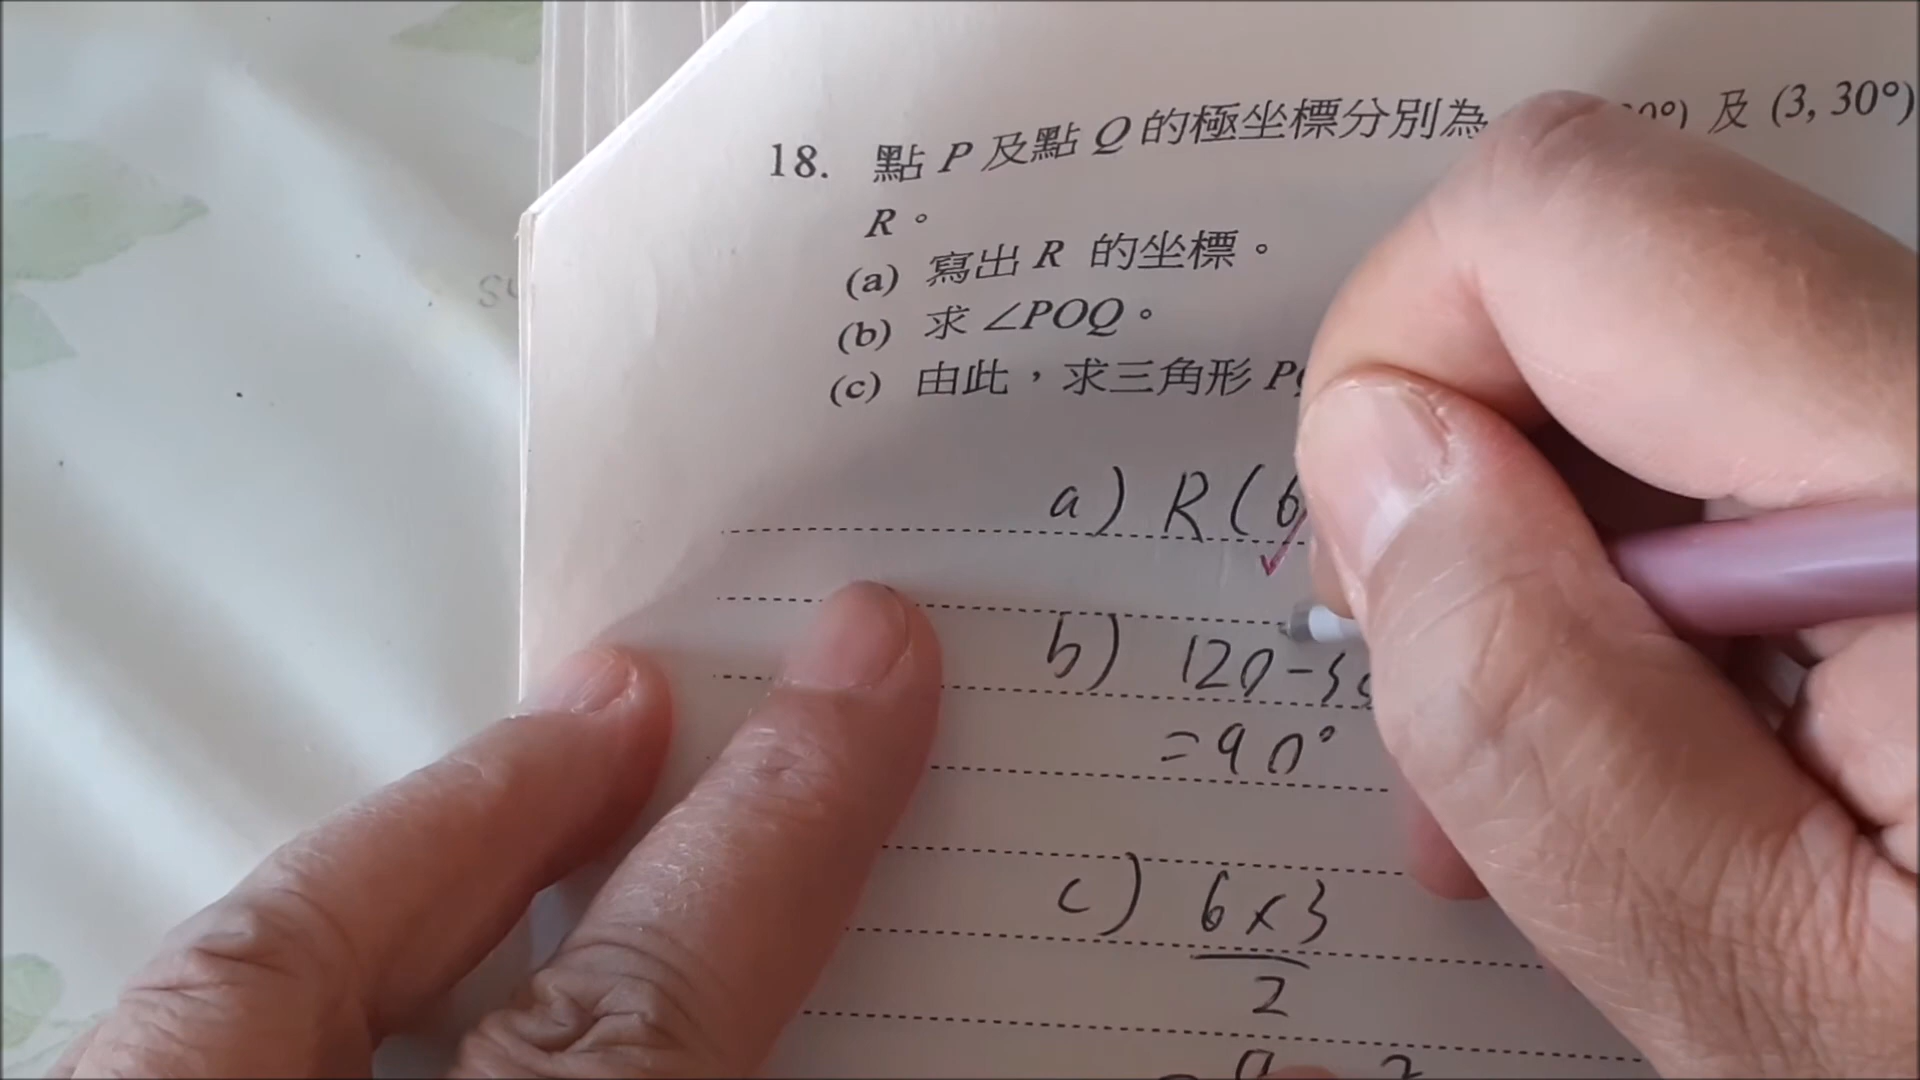 18. 點 P 及點 Q 的極坐標分別為 0°) 及 (3, 30°)
R。
(a) 寫出 R 的坐標。
(b) 求 ∠POQ。
(c) 由此，求三角形 P
a) R(6
b) 120-3
=90°
c) 6×3
2